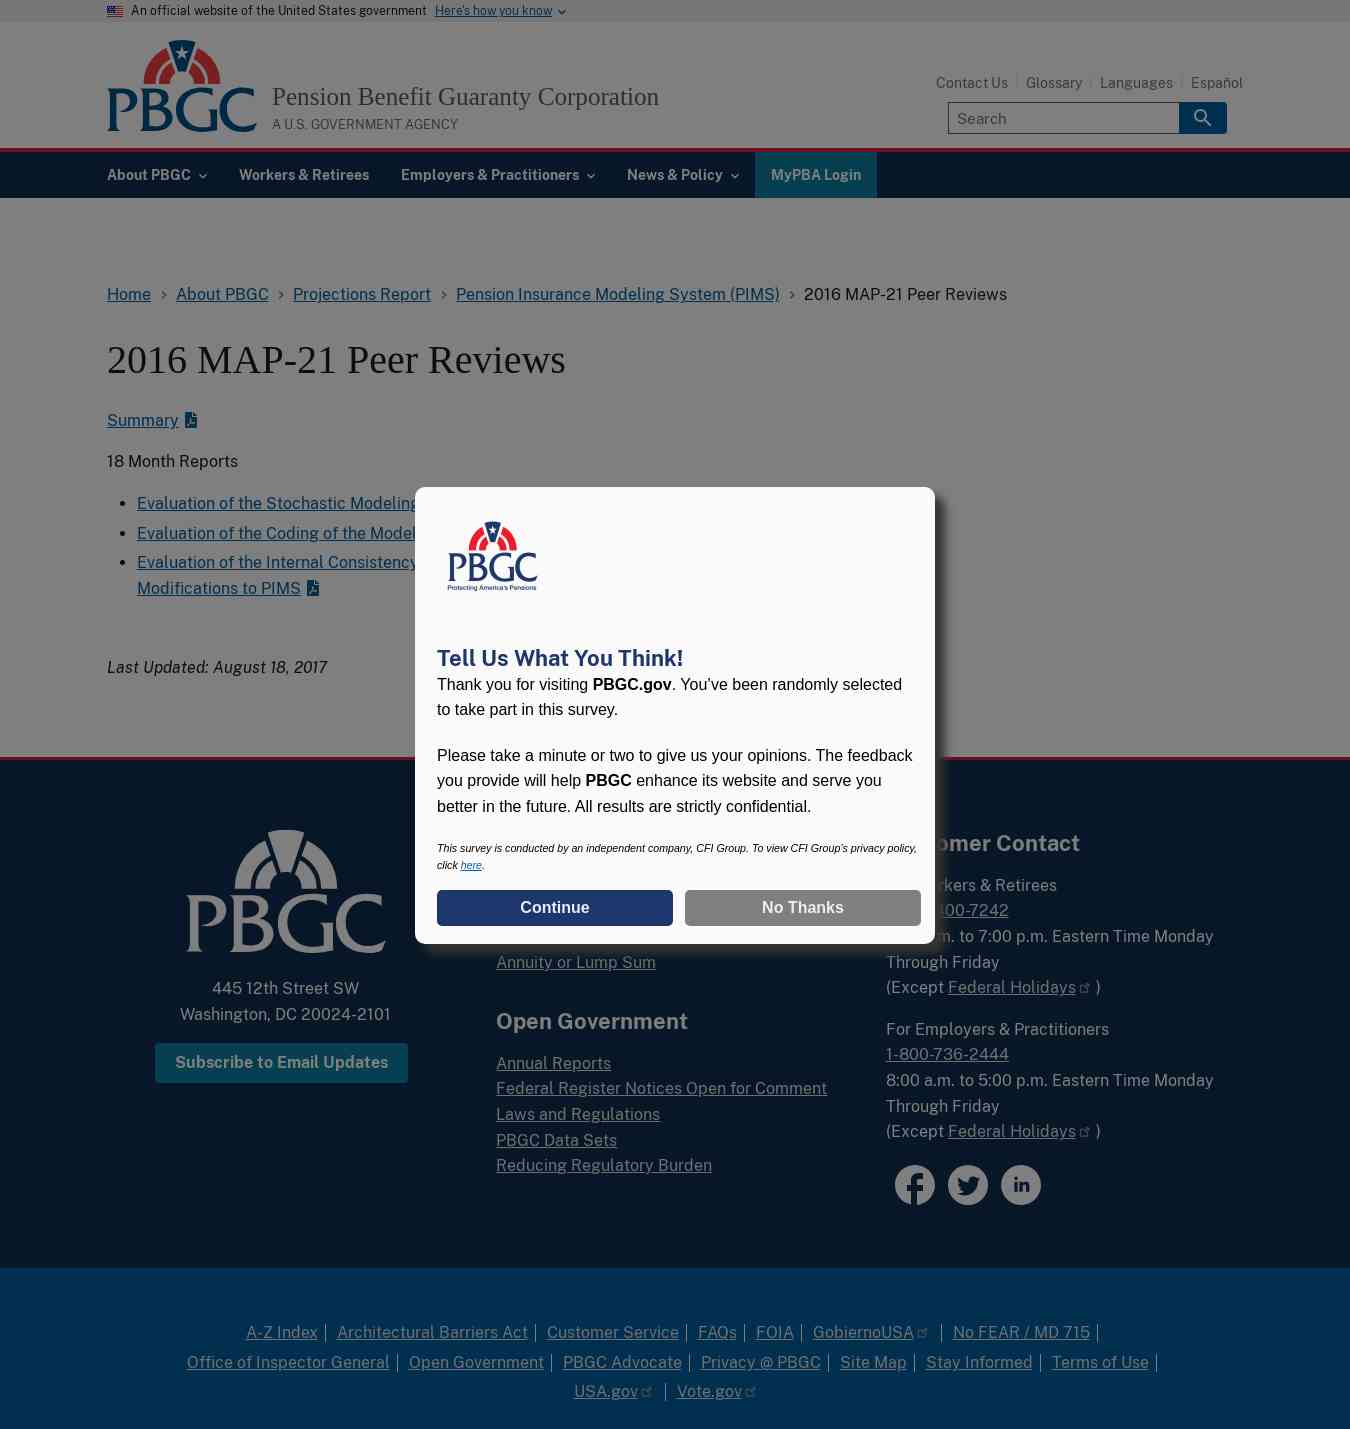 An official website of the United States government Here's how you know
PBGC
Pension Benefit Guaranty Corporation
A U.S. GOVERNMENT AGENCY
Contact Us Glossary Languages Español
Search
About PBGC Workers & Retirees Employers & Practitioners News & Policy MyPBA Login
Home About PBGC Projections Report Pension Insurance Modeling System (PIMS) 2016 MAP-21 Peer Reviews
2016 MAP-21 Peer Reviews
Summary
18 Month Reports
Evaluation of the Stochastic Modeling
Evaluation of the Coding of the Model
Evaluation of the Internal Consistency
Modifications to PIMS
Last Updated: August 18, 2017
PBGC
Protecting America's Pensions
Tell Us What You Think!
Thank you for visiting PBGC.gov. You've been randomly selected
to take part in this survey.
Please take a minute or two to give us your opinions. The feedback
you provide will help PBGC enhance its website and serve you
better in the future. All results are strictly confidential.
This survey is conducted by an independent company, CFI Group. To view CFI Group's privacy policy,
click here.
Continue
No Thanks
PBGC
445 12th Street SW
Washington, DC 20024-2101
Subscribe to Email Updates
Annuity or Lump Sum
Open Government
Annual Reports
Federal Register Notices Open for Comment
Laws and Regulations
PBGC Data Sets
Reducing Regulatory Burden
Contact
& Retirees
400-7242
to 7:00 p.m. Eastern Time Monday
Through Friday
(Except Federal Holidays )
For Employers & Practitioners
1-800-736-2444
8:00 a.m. to 5:00 p.m. Eastern Time Monday
Through Friday
(Except Federal Holidays )
in
A-Z Index Architectural Barriers Act Customer Service FAQs FOIA GobiernoUSA No FEAR / MD 715
Office of Inspector General Open Government PBGC Advocate Privacy @ PBGC Site Map Stay Informed Terms of Use
USA.gov Vote.gov